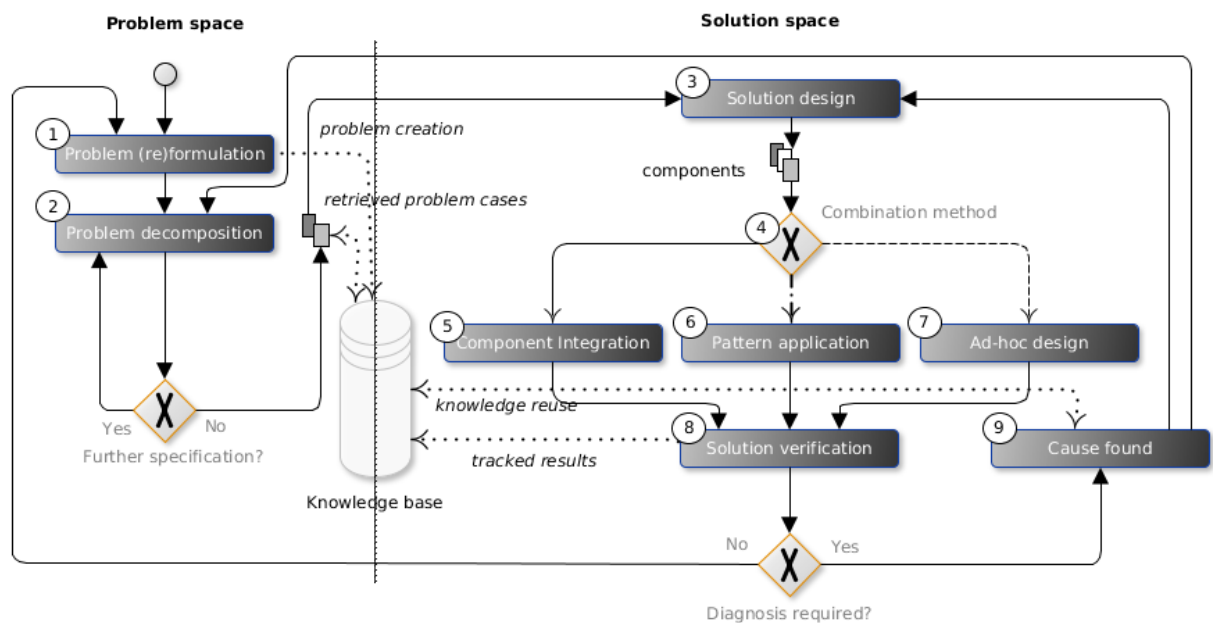 Problem space
Solution space
1
Problem (re)formulation
problem creation
3
Solution design
components
2
Problem decomposition
retrieved problem cases
4
Combination method
5
Component Integration
6
Pattern application
7
Ad-hoc design
Yes
No
Further specification?
knowledge reuse
8
Solution verification
9
Cause found
tracked results
Knowledge base
No
Yes
Diagnosis required?